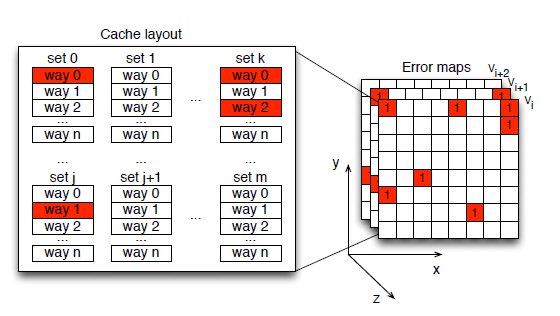 Cache layout
set 0 set 1 set k
way 0 way 0 way 0
way 1 way 1 way 1
way 2 way 2 ... way 2
... ... ...
way n way n way n
... ... ...
set j set j+1 set m
way 0 way 0 way 0
way 1 way 1 ... way 1
way 2 way 2 way 2
... ... ...
way n way n way n
Error maps
Vi+2
Vi+1
Vi
1 1
1 1 1
1
1
1
1
y
x
z